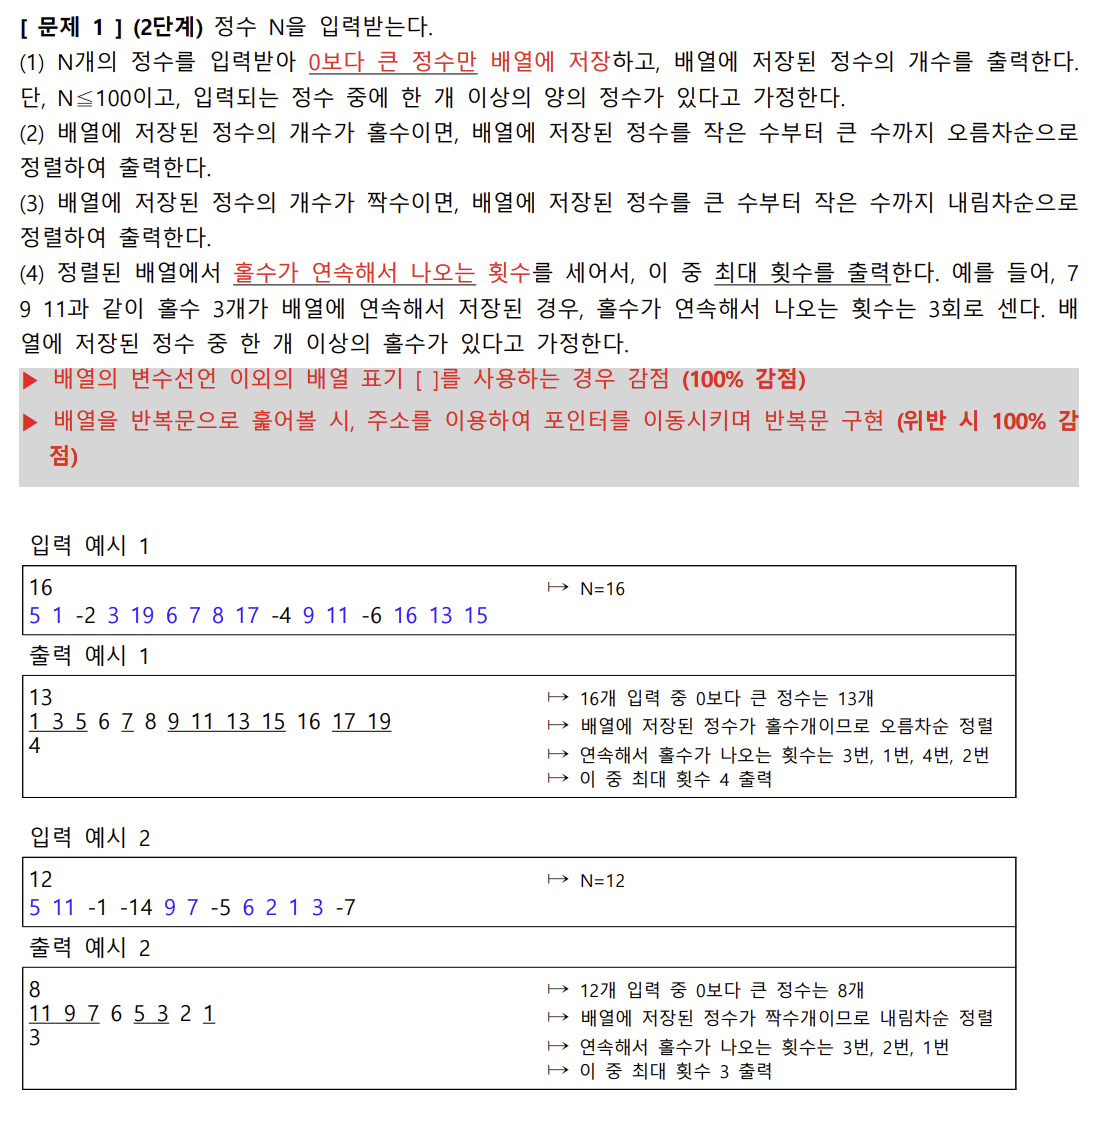 [ 문제 1 ] (2단계) 정수 N을 입력받는다.
(1) N개의 정수를 입력받아 0보다 큰 정수만 배열에 저장하고, 배열에 저장된 정수의 개수를 출력한다.
단, N≦100이고, 입력되는 정수 중에 한 개 이상의 양의 정수가 있다고 가정한다.
(2) 배열에 저장된 정수의 개수가 홀수이면, 배열에 저장된 정수를 작은 수부터 큰 수까지 오름차순으로
정렬하여 출력한다.
(3) 배열에 저장된 정수의 개수가 짝수이면, 배열에 저장된 정수를 큰 수부터 작은 수까지 내림차순으로
정렬하여 출력한다.
(4) 정렬된 배열에서 홀수가 연속해서 나오는 횟수를 세어서, 이 중 최대 횟수를 출력한다. 예를 들어, 7
9 11과 같이 홀수 3개가 배열에 연속해서 저장된 경우, 홀수가 연속해서 나오는 횟수는 3회로 센다. 배
열에 저장된 정수 중 한 개 이상의 홀수가 있다고 가정한다.
▶ 배열의 변수선언 이외의 배열 표기 [ ]를 사용하는 경우 감점 (100% 감점)
▶ 배열을 반복문으로 훑어볼 시, 주소를 이용하여 포인터를 이동시키며 반복문 구현 (위반 시 100% 감
점)
입력 예시 1
16 ↦ N=16
5 1 -2 3 19 6 7 8 17 -4 9 11 -6 16 13 15
출력 예시 1
13 ↦ 16개 입력 중 0보다 큰 정수는 13개
1 3 5 6 7 8 9 11 13 15 16 17 19 ↦ 배열에 저장된 정수가 홀수개이므로 오름차순 정렬
4 ↦ 연속해서 홀수가 나오는 횟수는 3번, 1번, 4번, 2번
↦ 이 중 최대 횟수 4 출력
입력 예시 2
12 ↦ N=12
5 11 -1 -14 9 7 -5 6 2 1 3 -7
출력 예시 2
8 ↦ 12개 입력 중 0보다 큰 정수는 8개
11 9 7 6 5 3 2 1 ↦ 배열에 저장된 정수가 짝수개이므로 내림차순 정렬
3 ↦ 연속해서 홀수가 나오는 횟수는 3번, 2번, 1번
↦ 이 중 최대 횟수 3 출력